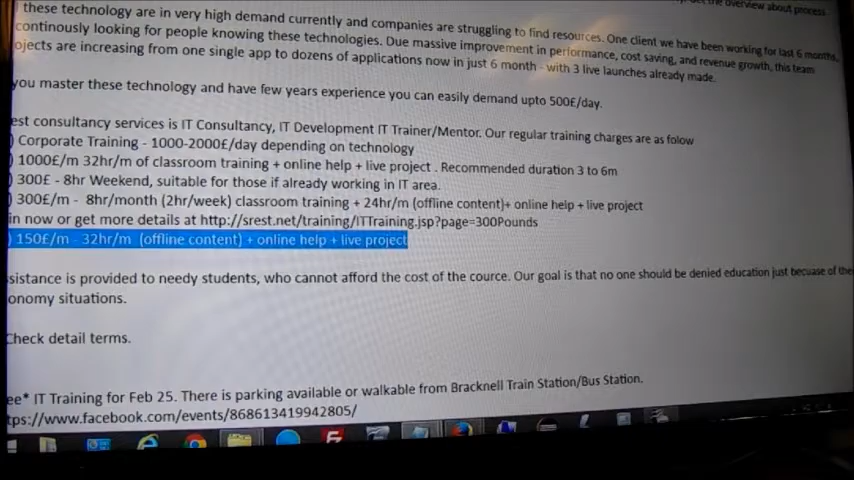 these technology are in very high demand currently and companies are struggling to find resources. One client we have been working for last 6 months,
continously looking for people knowing these technologies. Due massive improvement in performance, cost saving, and revenue growth, this team
ojects are increasing from one single app to dozens of applications now in just 6 month - with 3 live launches already made.
you master these technology and have few years experience you can easily demand upto 500£/day.
est consultancy services is IT Consultancy, IT Development IT Trainer/Mentor. Our regular training charges are as folow
) Corporate Training - 1000-2000£/day depending on technology
) 1000£/m 32hr/m of classroom training + online help + live project . Recommended duration 3 to 6m
) 300£ - 8hr Weekend, suitable for those if already working in IT area.
) 300£/m - 8hr/month (2hr/week) classroom training + 24hr/m (offline content)+ online help + live project
in now or get more details at http://srest.net/training/ITTraining.jsp?page=300Pounds
) 150£/m - 32hr/m (offline content) + online help + live project
sistance is provided to needy students, who cannot afford the cost of the cource. Our goal is that no one should be denied education just becuase of the
onomy situations.
Check detail terms.
ee* IT Training for Feb 25. There is parking available or walkable from Bracknell Train Station/Bus Station.
tps://www.facebook.com/events/868613419942805/